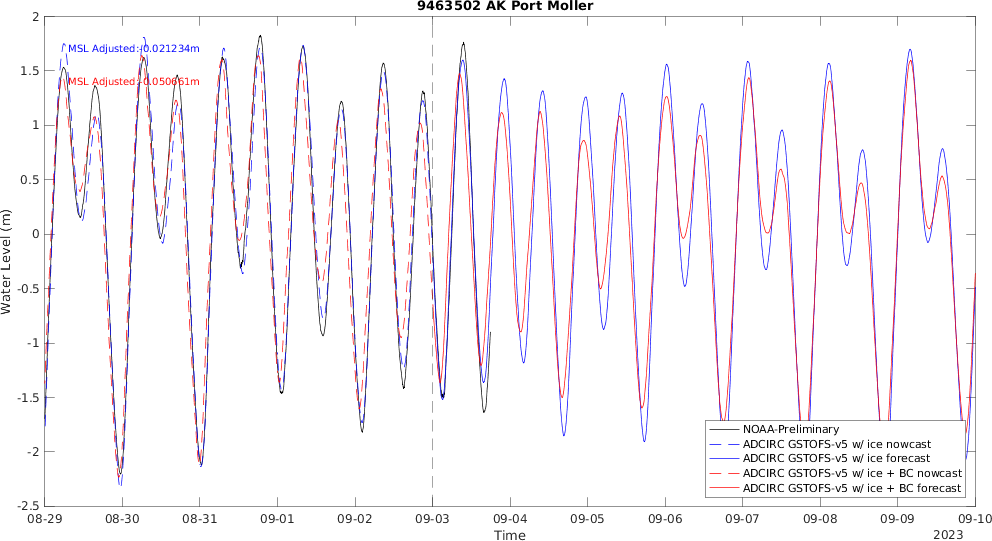 9463502 AK Port Moller
MSL Adjusted:-0.021234m
MSL Adjusted:-0.050661m
Water Level (m)
2
1.5
1
0.5
0
-0.5
-1
-1.5
-2
-2.5
NOAA-Preliminary
ADCIRC GSTOFS-v5 w/ ice nowcast
ADCIRC GSTOFS-v5 w/ ice forecast
ADCIRC GSTOFS-v5 w/ ice + BC nowcast
ADCIRC GSTOFS-v5 w/ ice + BC forecast
08-29 08-30 08-31 09-01 09-02 09-03 09-04 09-05 09-06 09-07 09-08 09-09 09-10
Time
2023